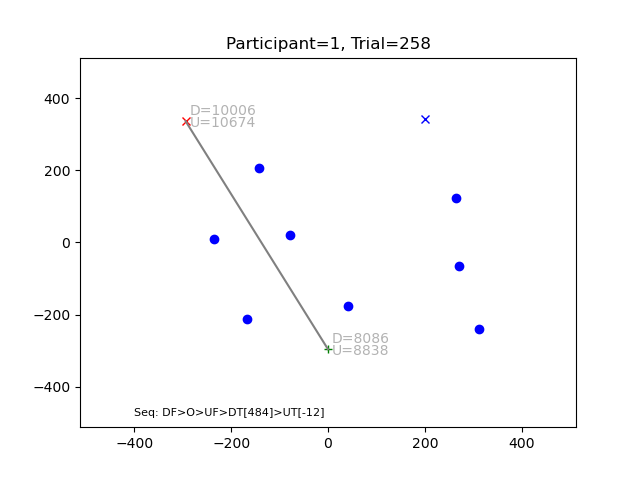 Participant=1, Trial=258
400
200
0
−200
−400
D=10006
U=10674
D=8086
U=8838
Seq: DF>O>UF>DT[484]>UT[-12]
−400
−200
0
200
400